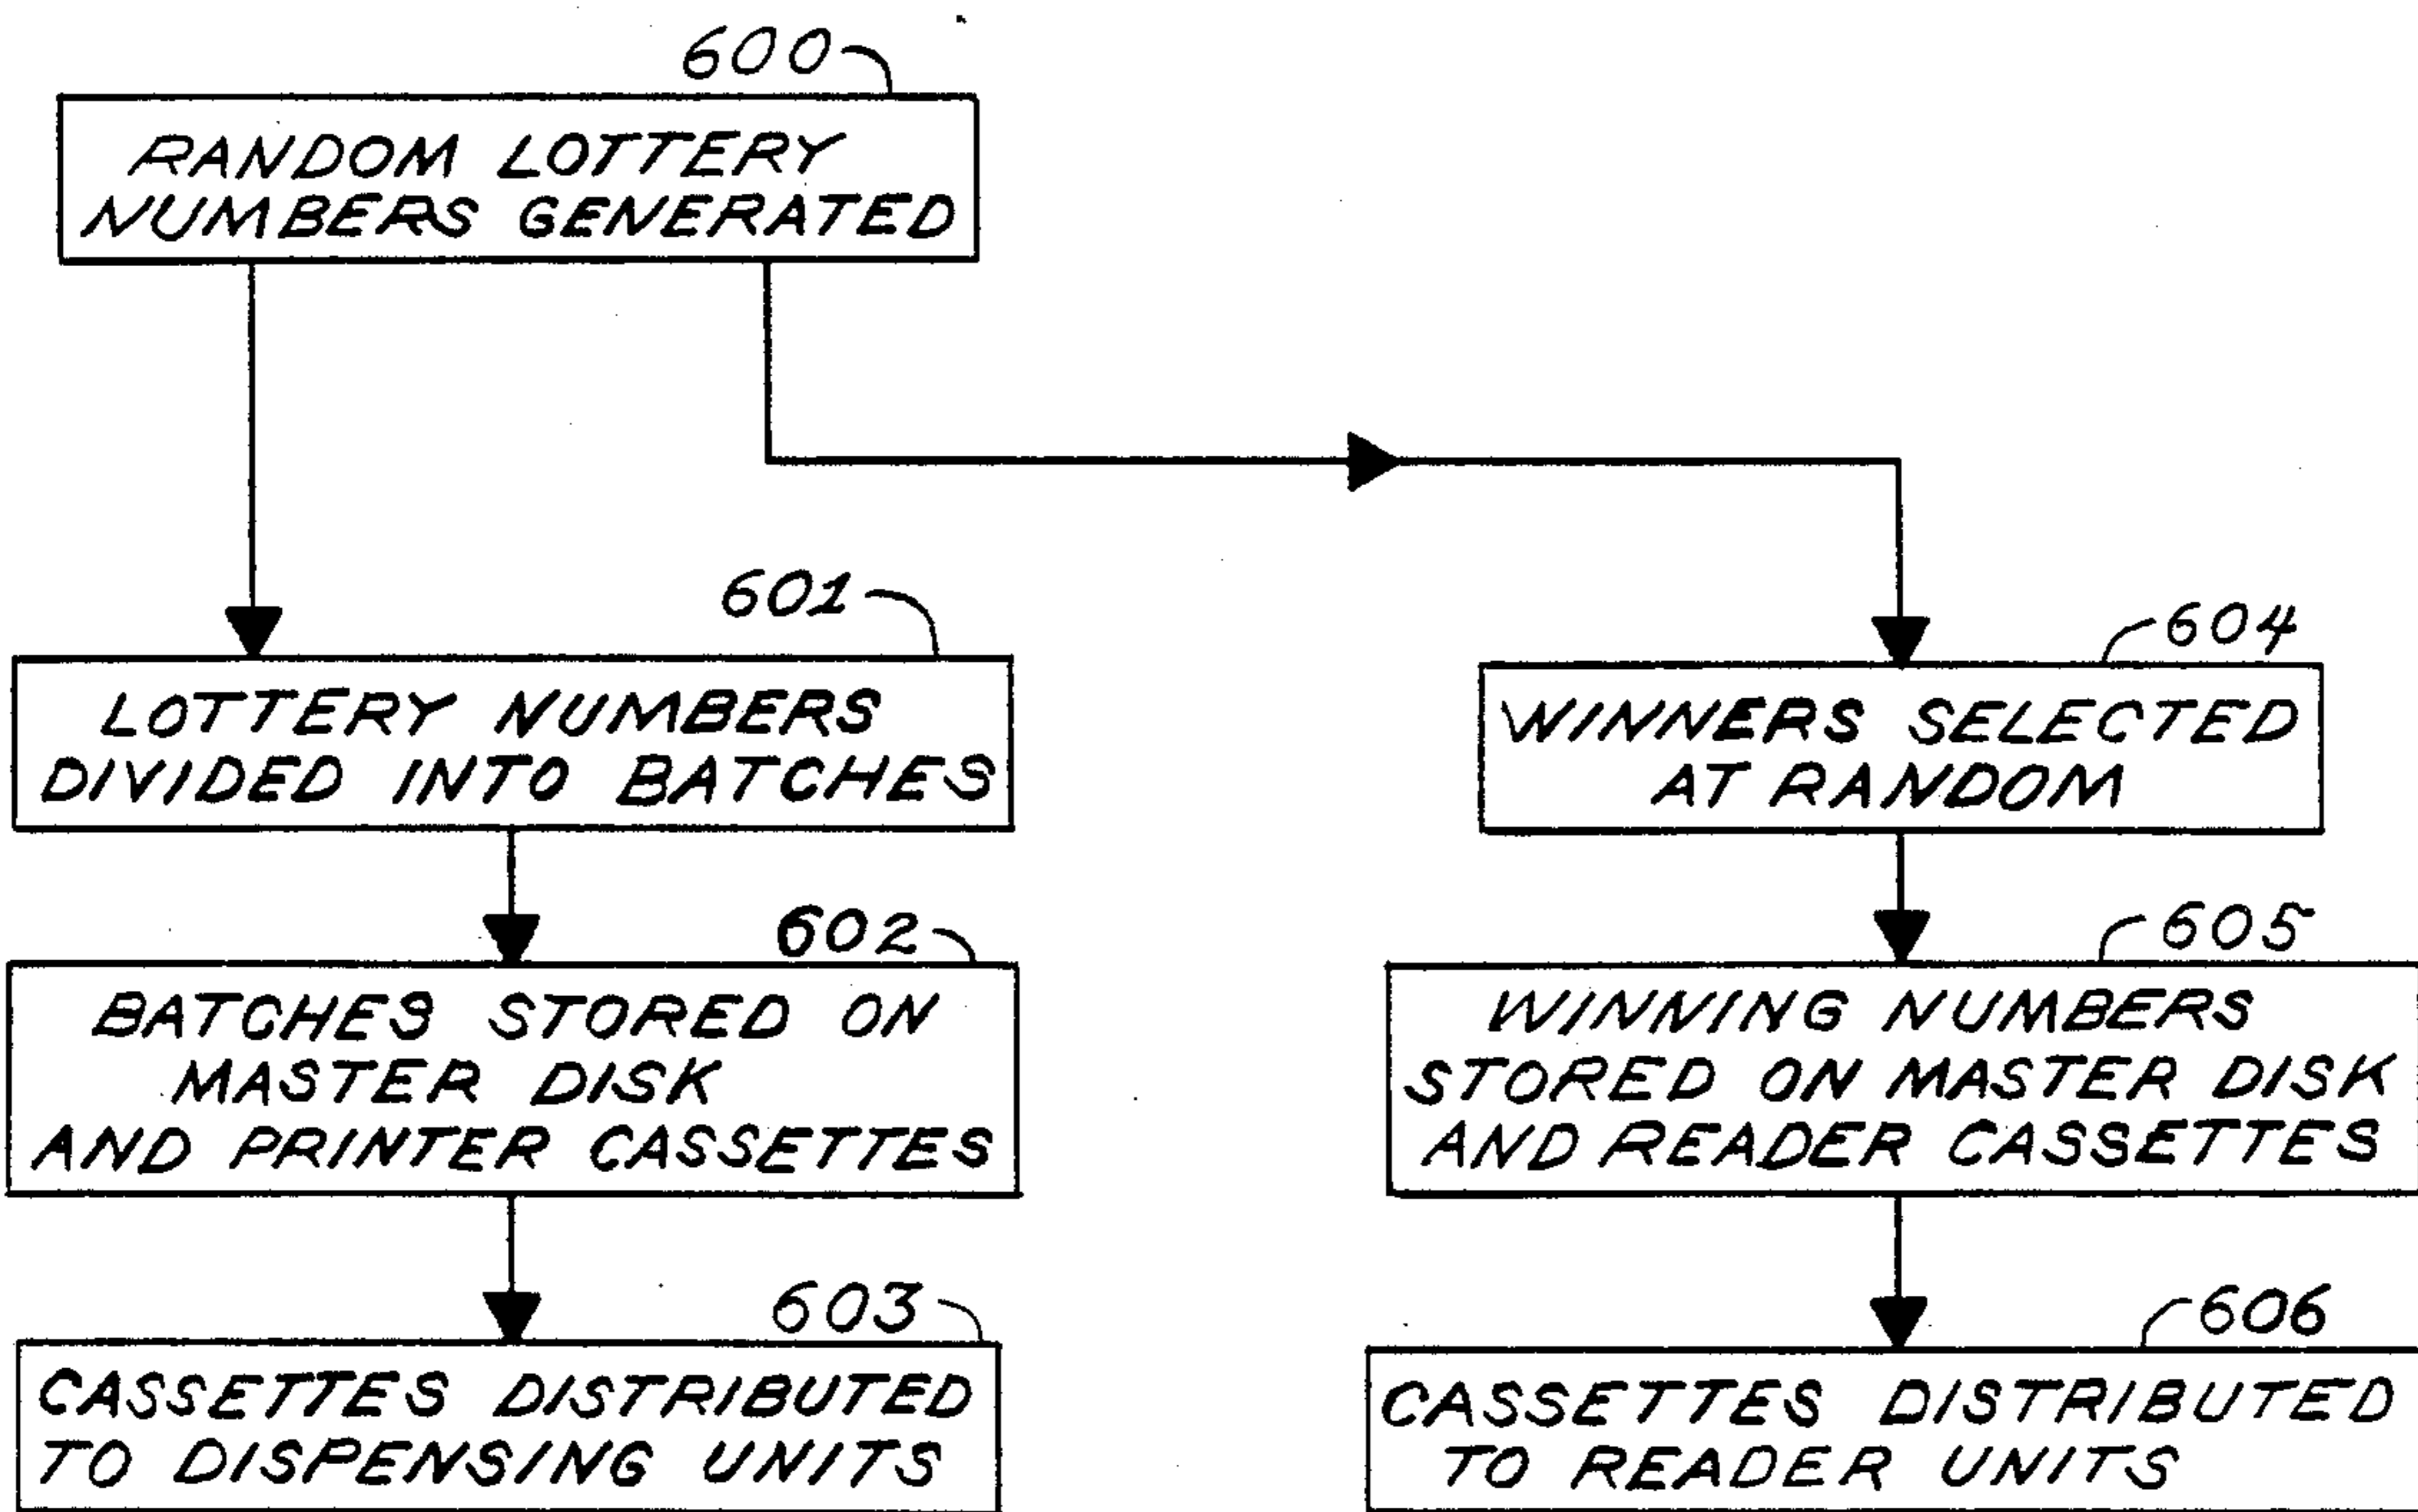 600
RANDOM LOTTERY
NUMBERS GENERATED
601
LOTTERY NUMBERS
DIVIDED INTO BATCHES
602
BATCHES STORED ON
MASTER DISK
AND PRINTER CASSETTES
603
CASSETTES DISTRIBUTED
TO DISPENSING UNITS
604
WINNERS SELECTED
AT RANDOM
605
WINNING NUMBERS
STORED ON MASTER DISK
AND READER CASSETTES
606
CASSETTES DISTRIBUTED
TO READER UNITS